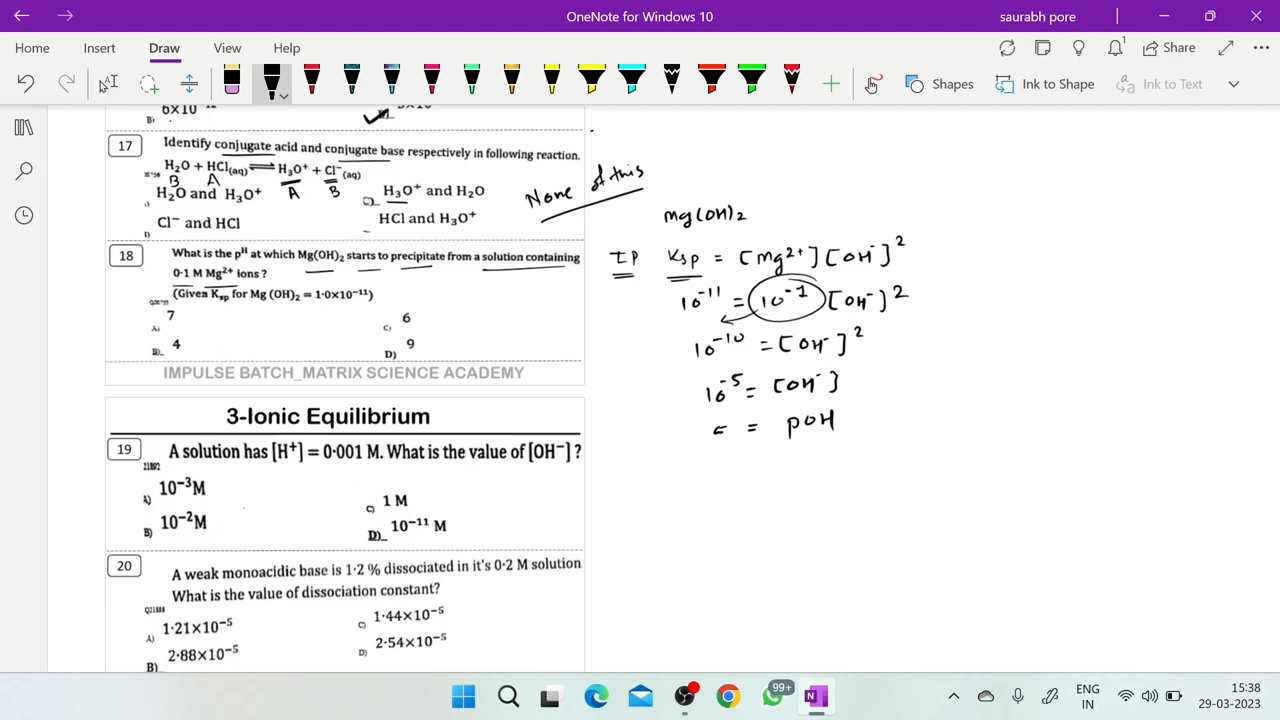 OneNote for Windows 10
saurabh pore
Home Insert Draw View Help
Share
Shapes
Ink to Shape
Ink to Text
6×10⁻¹²
B)
17
Identify conjugate acid and conjugate base respectively in following reaction.
H₂O + HCl(aq) ⇌ H₃O⁺ + Cl⁻(aq)
B A A B
H₂O and H₃O⁺
H₃O⁺ and H₂O
Cl⁻ and HCl
HCl and H₃O⁺
None of this
18
What is the pᴴ at which Mg(OH)₂ starts to precipitate from a solution containing
0·1 M Mg²⁺ ions ?
(Given Ksp for Mg (OH)₂ = 1·0×10⁻¹¹)
A) 7
C) 6
B) 4
D) 9
IMPULSE BATCH_MATRIX SCIENCE ACADEMY
Mg(OH)₂
IP Ksp = [Mg²⁺][OH⁻]²
10⁻¹¹ = 10⁻¹ [OH⁻]²
10⁻¹⁰ = [OH⁻]²
10⁻⁵ = [OH⁻]
= pOH
3-Ionic Equilibrium
19
A solution has [H⁺] = 0·001 M. What is the value of [OH⁻] ?
21892
A) 10⁻³M
C) 1 M
B) 10⁻²M
D) 10⁻¹¹ M
20
A weak monoacidic base is 1·2 % dissociated in it's 0·2 M solution
What is the value of dissociation constant?
A) 1·21×10⁻⁵
C) 1·44×10⁻⁵
B) 2·88×10⁻⁵
D) 2·54×10⁻⁵
99+
ENG
IN
15:38
29-03-2023